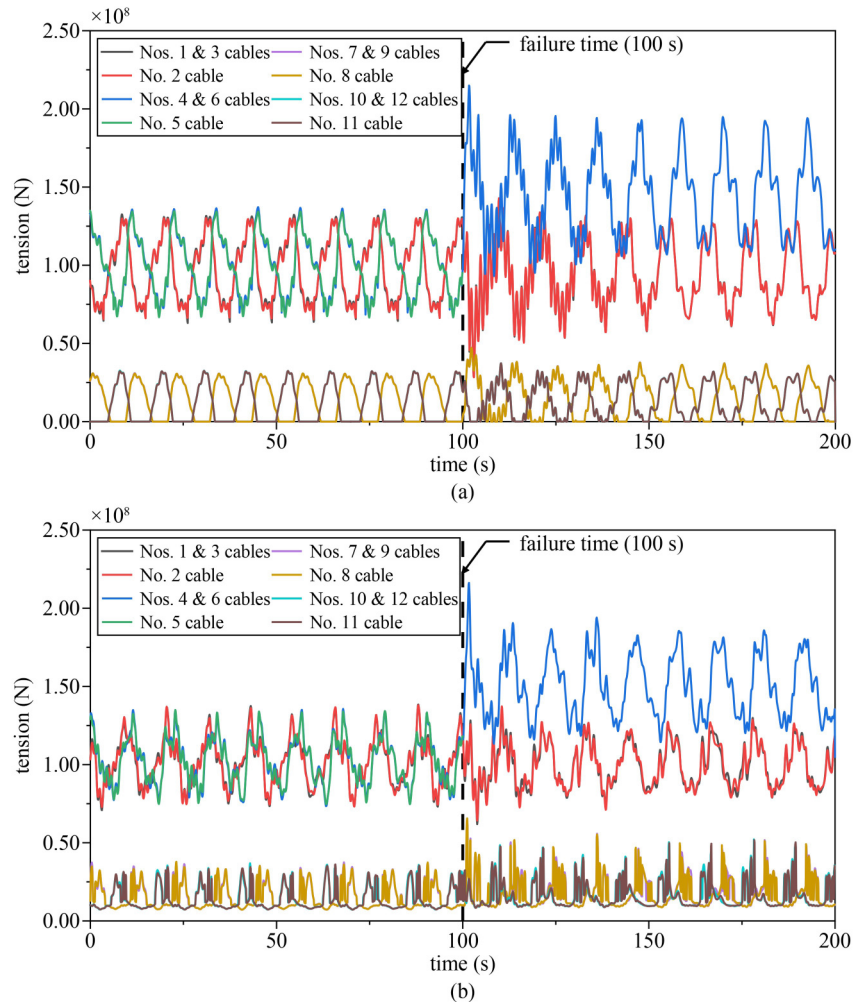 ×10⁸
2.50
2.00
1.50
1.00
0.50
0.00
tension (N)
Nos. 1 & 3 cables
Nos. 7 & 9 cables
No. 2 cable
No. 8 cable
Nos. 4 & 6 cables
Nos. 10 & 12 cables
No. 5 cable
No. 11 cable
failure time (100 s)
0
50
100
150
200
time (s)
(a)
×10⁸
2.50
2.00
1.50
1.00
0.50
0.00
tension (N)
Nos. 1 & 3 cables
Nos. 7 & 9 cables
No. 2 cable
No. 8 cable
Nos. 4 & 6 cables
Nos. 10 & 12 cables
No. 5 cable
No. 11 cable
failure time (100 s)
0
50
100
150
200
time (s)
(b)